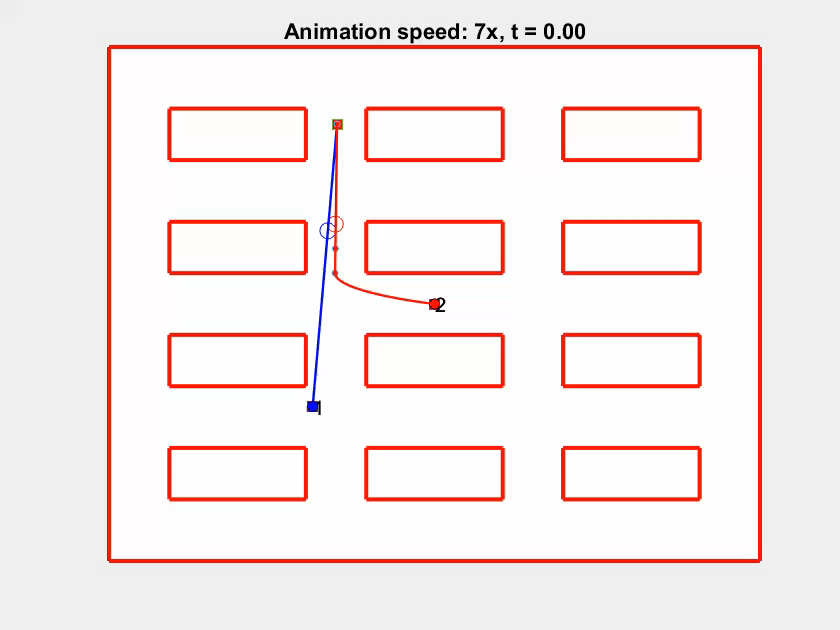 Animation speed: 7x, t = 0.00
2
1